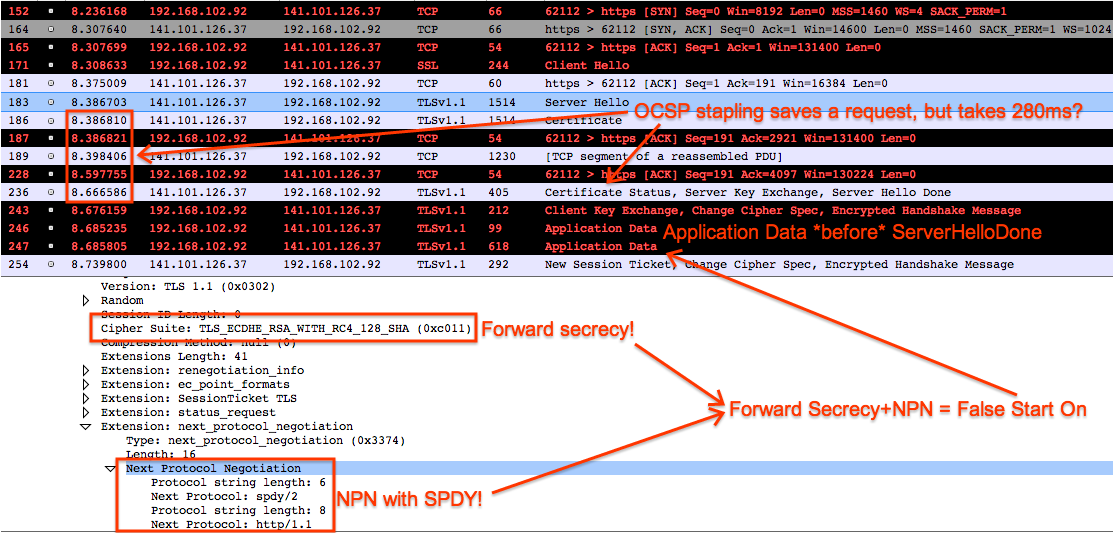 152 8.236168 192.168.102.92 141.101.126.37 TCP 66 62112 > https [SYN] Seq=0 Win=8192 Len=0 MSS=1460 WS=4 SACK_PERM=1
164 8.307640 141.101.126.37 192.168.102.92 TCP 66 https > 62112 [SYN, ACK] Seq=0 Ack=1 Win=14600 Len=0 MSS=1460 SACK_PERM=1 WS=1024
165 8.307699 192.168.102.92 141.101.126.37 TCP 54 62112 > https [ACK] Seq=1 Ack=1 Win=131400 Len=0
171 8.308633 192.168.102.92 141.101.126.37 SSL 244 Client Hello
181 8.375009 141.101.126.37 192.168.102.92 TCP 60 https > 62112 [ACK] Seq=1 Ack=191 Win=16384 Len=0
183 8.386703 141.101.126.37 192.168.102.92 TLSv1.1 1514 Server Hello
186 8.386810 141.101.126.37 192.168.102.92 TLSv1.1 1514 Certificate
OCSP stapling saves a request, but takes 280ms?
187 8.386821 192.168.102.92 141.101.126.37 TCP 54 62112 > https [ACK] Seq=191 Ack=2921 Win=131400 Len=0
189 8.398406 141.101.126.37 192.168.102.92 TCP 1230 [TCP segment of a reassembled PDU]
228 8.597755 192.168.102.92 141.101.126.37 TCP 54 62112 > https [ACK] Seq=191 Ack=4097 Win=130224 Len=0
236 8.666586 141.101.126.37 192.168.102.92 TLSv1.1 405 Certificate Status, Server Key Exchange, Server Hello Done
243 8.676159 192.168.102.92 141.101.126.37 TLSv1.1 212 Client Key Exchange, Change Cipher Spec, Encrypted Handshake Message
246 8.685235 192.168.102.92 141.101.126.37 TLSv1.1 99 Application Data
Application Data *before* ServerHelloDone
247 8.685805 192.168.102.92 141.101.126.37 TLSv1.1 618 Application Data
254 8.739800 141.101.126.37 192.168.102.92 TLSv1.1 292 New Session Ticket, Change Cipher Spec, Encrypted Handshake Message
Version: TLS 1.1 (0x0302)
Random
Session ID Length: 0
Cipher Suite: TLS_ECDHE_RSA_WITH_RC4_128_SHA (0xc011)
Forward secrecy!
Compression Method: null (0)
Extensions Length: 41
Extension: renegotiation_info
Extension: ec_point_formats
Extension: SessionTicket TLS
Forward Secrecy+NPN = False Start On
Extension: status_request
Extension: next_protocol_negotiation
Type: next_protocol_negotiation (0x3374)
Length: 16
Next Protocol Negotiation
Protocol string length: 6
Next Protocol: spdy/2
NPN with SPDY!
Protocol string length: 8
Next Protocol: http/1.1